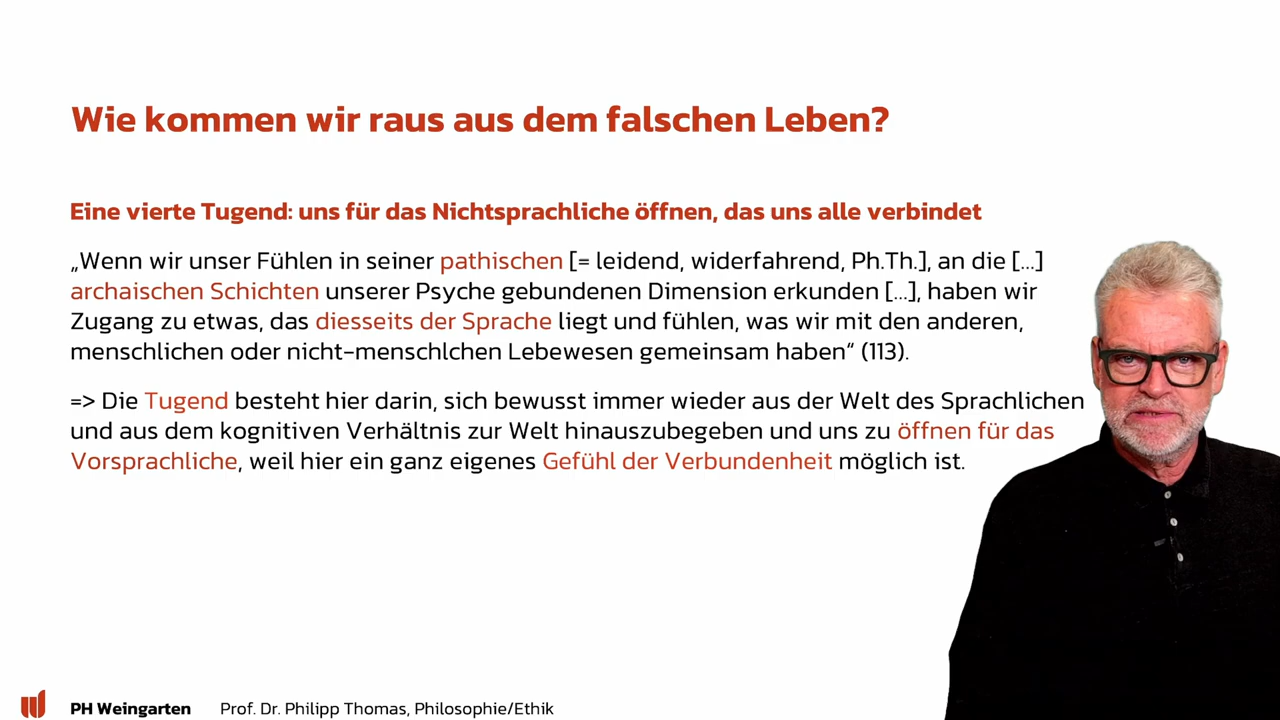 Wie kommen wir raus aus dem falschen Leben?
Eine vierte Tugend: uns für das Nichtsprachliche öffnen, das uns alle verbindet
„Wenn wir unser Fühlen in seiner pathischen [= leidend, widerfahrend, Ph.Th.], an die [...]
archaischen Schichten unserer Psyche gebundenen Dimension erkunden [...], haben wir
Zugang zu etwas, das diesseits der Sprache liegt und fühlen, was wir mit den anderen,
menschlichen oder nicht-menschlchen Lebewesen gemeinsam haben“ (113).
=> Die Tugend besteht hier darin, sich bewusst immer wieder aus der Welt des Sprachlichen
und aus dem kognitiven Verhältnis zur Welt hinauszubegeben und uns zu öffnen für das
Vorsprachliche, weil hier ein ganz eigenes Gefühl der Verbundenheit möglich ist.
PH Weingarten Prof. Dr. Philipp Thomas, Philosophie/Ethik